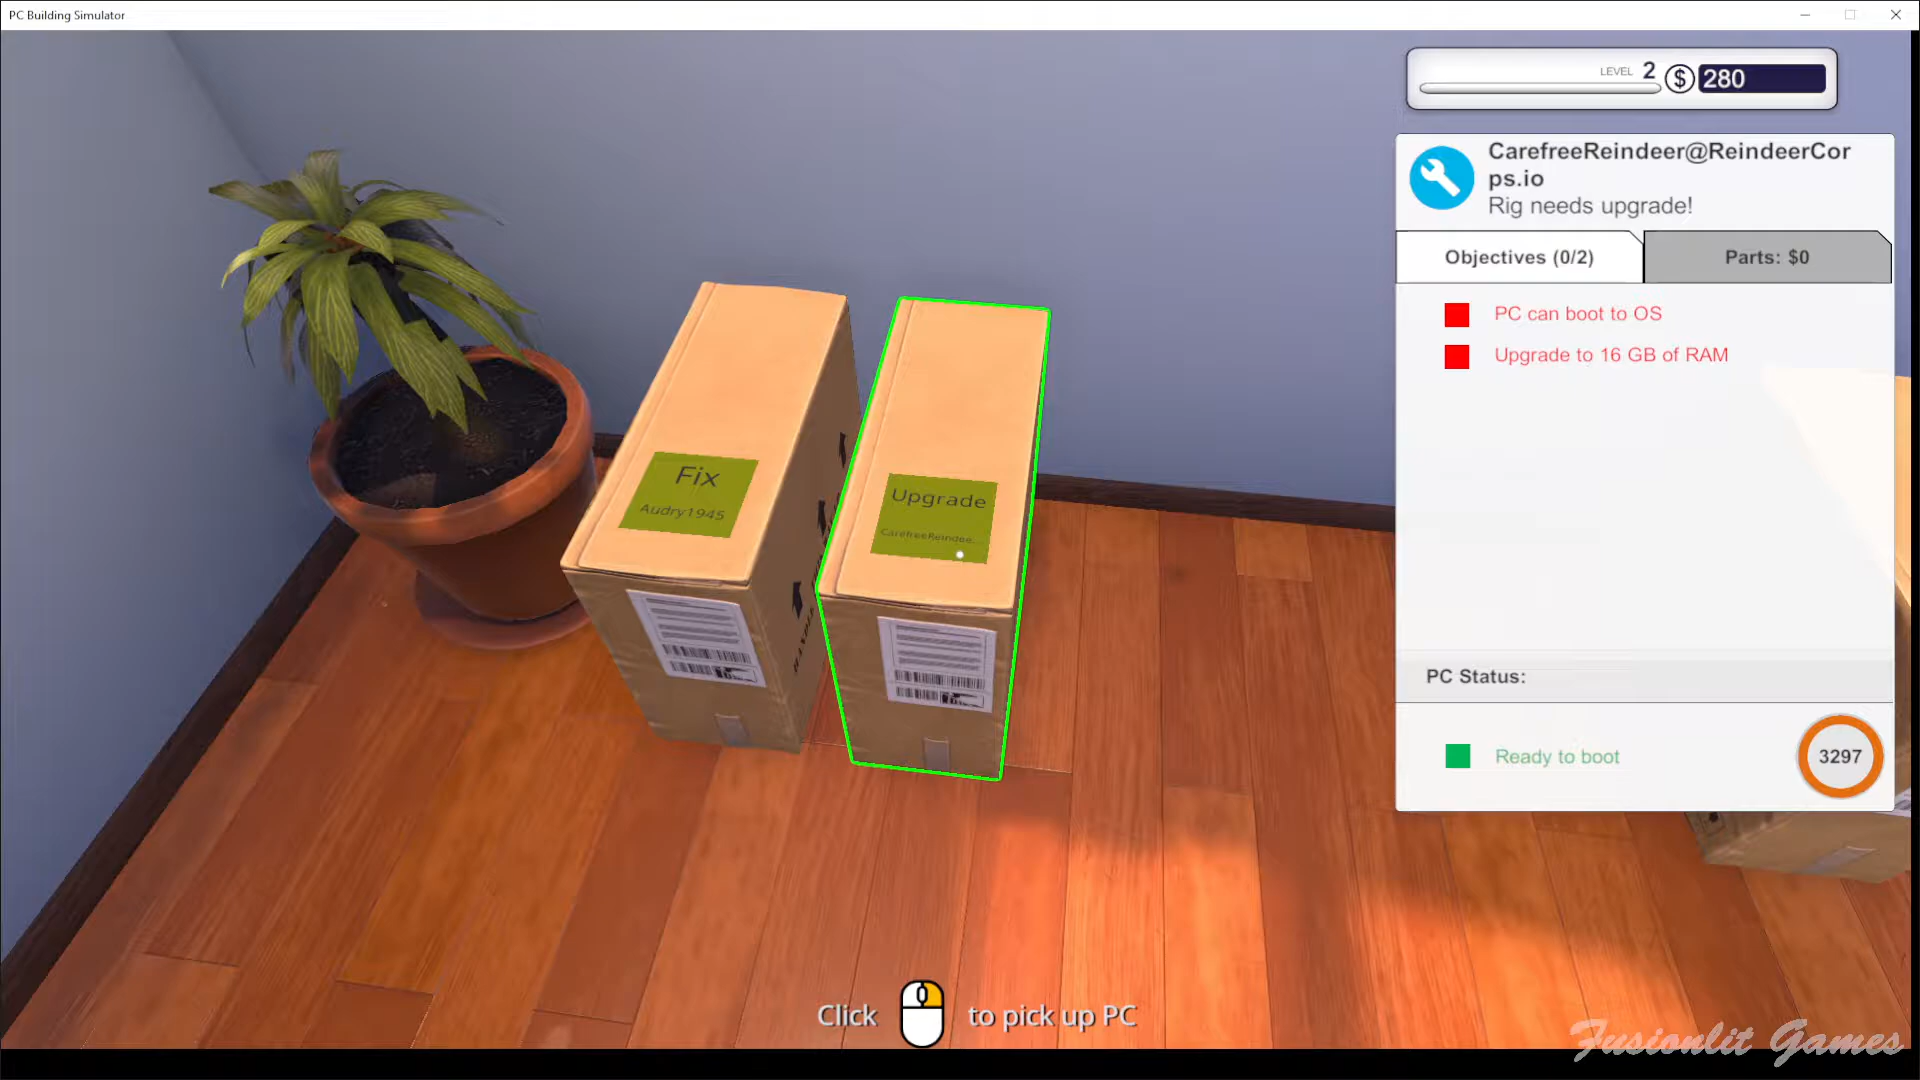 PC Building Simulator
LEVEL 2 $ 280
CarefreeReindeer@ReindeerCor
ps.io
Rig needs upgrade!
Objectives (0/2)
Parts: $0
PC can boot to OS
Upgrade to 16 GB of RAM
Fix
Audry1945
Upgrade
CarefreeReindee...
PC Status:
Ready to boot
3297
Click to pick up PC
Fusionlit Games